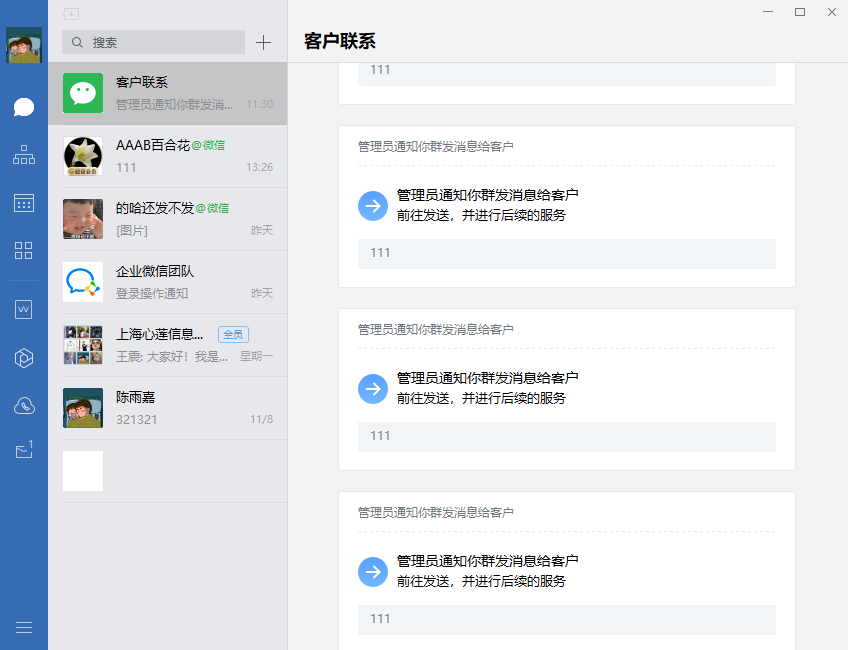 搜索
客户联系
管理员通知你群发消...
11:30
AAAB百合花@微信
111
13:26
的哈还发不发@微信
[图片]
昨天
企业微信团队
登录操作通知
昨天
上海心莲信息...
全员
王震: 大家好！我是...
星期一
陈雨嘉
321321
11/8
1
客户联系
111
管理员通知你群发消息给客户
管理员通知你群发消息给客户
前往发送，并进行后续的服务
111
管理员通知你群发消息给客户
管理员通知你群发消息给客户
前往发送，并进行后续的服务
111
管理员通知你群发消息给客户
管理员通知你群发消息给客户
前往发送，并进行后续的服务
111